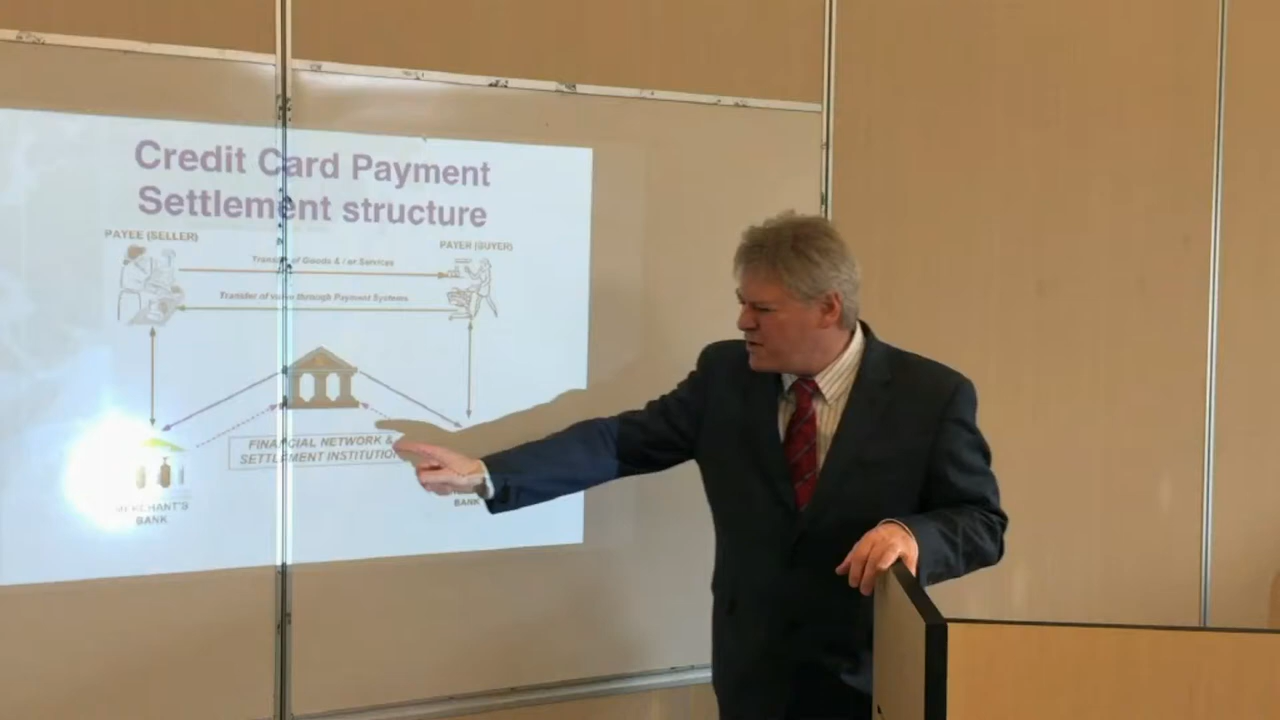 Credit Card Payment
Settlement structure
PAYEE (SELLER)
PAYER (BUYER)
Transfer of Goods & / or Services
Transfer of value through Payment Systems
FINANCIAL NETWORK &
SETTLEMENT INSTITUTION
MERCHANT'S
BANK
BANK